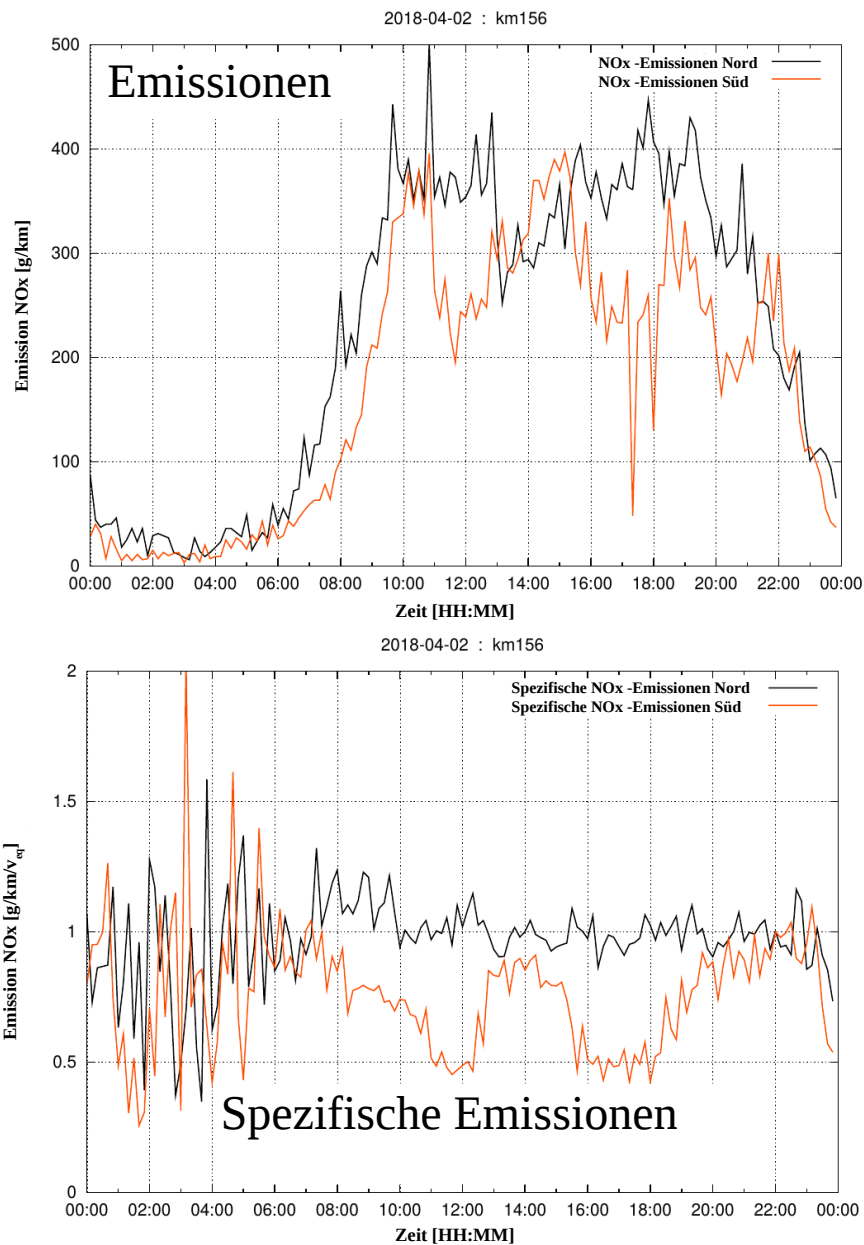 2018-04-02 : km156
500
400
300
200
100
0
Emission NOx [g/km]
Emissionen
NOx -Emissionen Nord
NOx -Emissionen Süd
00:00 02:00 04:00 06:00 08:00 10:00 12:00 14:00 16:00 18:00 20:00 22:00 00:00
Zeit [HH:MM]
2018-04-02 : km156
2
1.5
1
0.5
0
Emission NOx [g/km/veq]
Spezifische NOx -Emissionen Nord
Spezifische NOx -Emissionen Süd
Spezifische Emissionen
00:00 02:00 04:00 06:00 08:00 10:00 12:00 14:00 16:00 18:00 20:00 22:00 00:00
Zeit [HH:MM]